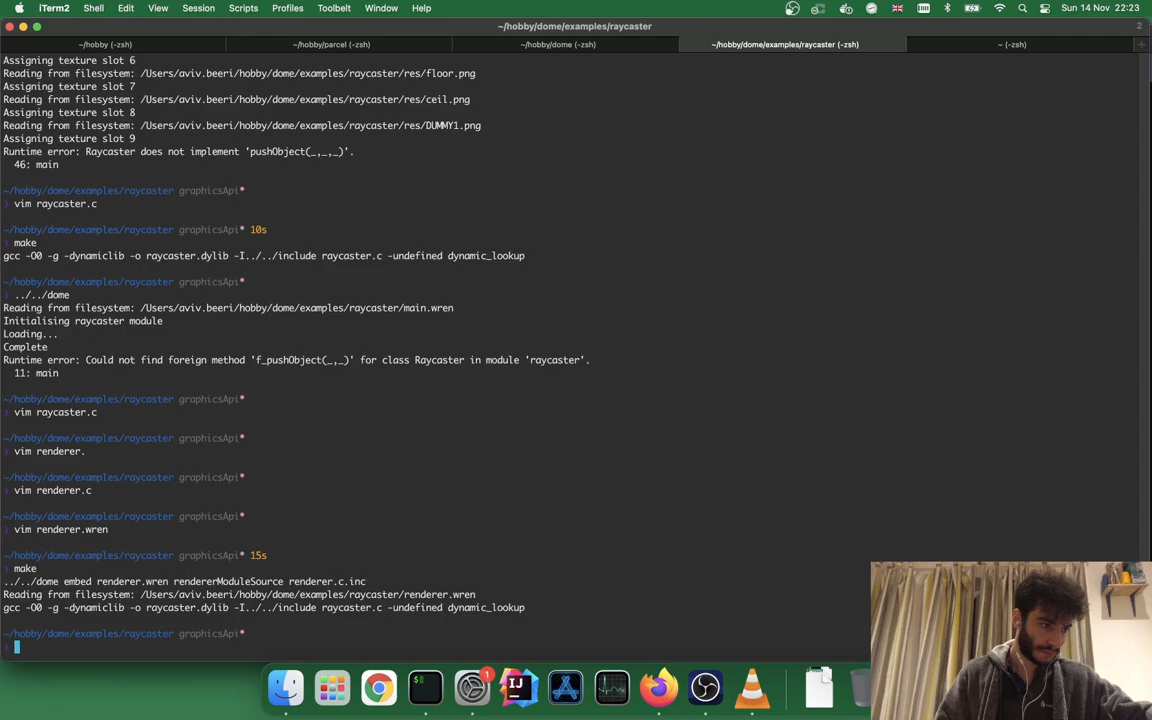 iTerm2 Shell Edit View Session Scripts Profiles Toolbelt Window Help Sun 14 Nov 22:23
~/hobby/dome/examples/raycaster 2
~/hobby (-zsh) ~/hobby/parcel (-zsh) ~/hobby/dome (-zsh) ~/hobby/dome/examples/raycaster (-zsh) ~ (-zsh)
Assigning texture slot 6
Reading from filesystem: /Users/aviv.beeri/hobby/dome/examples/raycaster/res/floor.png
Assigning texture slot 7
Reading from filesystem: /Users/aviv.beeri/hobby/dome/examples/raycaster/res/ceil.png
Assigning texture slot 8
Reading from filesystem: /Users/aviv.beeri/hobby/dome/examples/raycaster/res/DUMMY1.png
Assigning texture slot 9
Runtime error: Raycaster does not implement 'pushObject(_,_,_)'.
46: main
~/hobby/dome/examples/raycaster graphicsApi*
❯ vim raycaster.c
~/hobby/dome/examples/raycaster graphicsApi* 10s
❯ make
gcc -O0 -g -dynamiclib -o raycaster.dylib -I../../include raycaster.c -undefined dynamic_lookup
~/hobby/dome/examples/raycaster graphicsApi*
❯ ../../dome
Reading from filesystem: /Users/aviv.beeri/hobby/dome/examples/raycaster/main.wren
Initialising raycaster module
Loading...
Complete
Runtime error: Could not find foreign method 'f_pushObject(_,_)' for class Raycaster in module 'raycaster'.
11: main
~/hobby/dome/examples/raycaster graphicsApi*
❯ vim raycaster.c
~/hobby/dome/examples/raycaster graphicsApi*
❯ vim renderer.
~/hobby/dome/examples/raycaster graphicsApi*
❯ vim renderer.c
~/hobby/dome/examples/raycaster graphicsApi*
❯ vim renderer.wren
~/hobby/dome/examples/raycaster graphicsApi* 15s
❯ make
../../dome embed renderer.wren rendererModuleSource renderer.c.inc
Reading from filesystem: /Users/aviv.beeri/hobby/dome/examples/raycaster/renderer.wren
gcc -O0 -g -dynamiclib -o raycaster.dylib -I../../include raycaster.c -undefined dynamic_lookup
~/hobby/dome/examples/raycaster graphicsApi*
❯
$
1
IJ